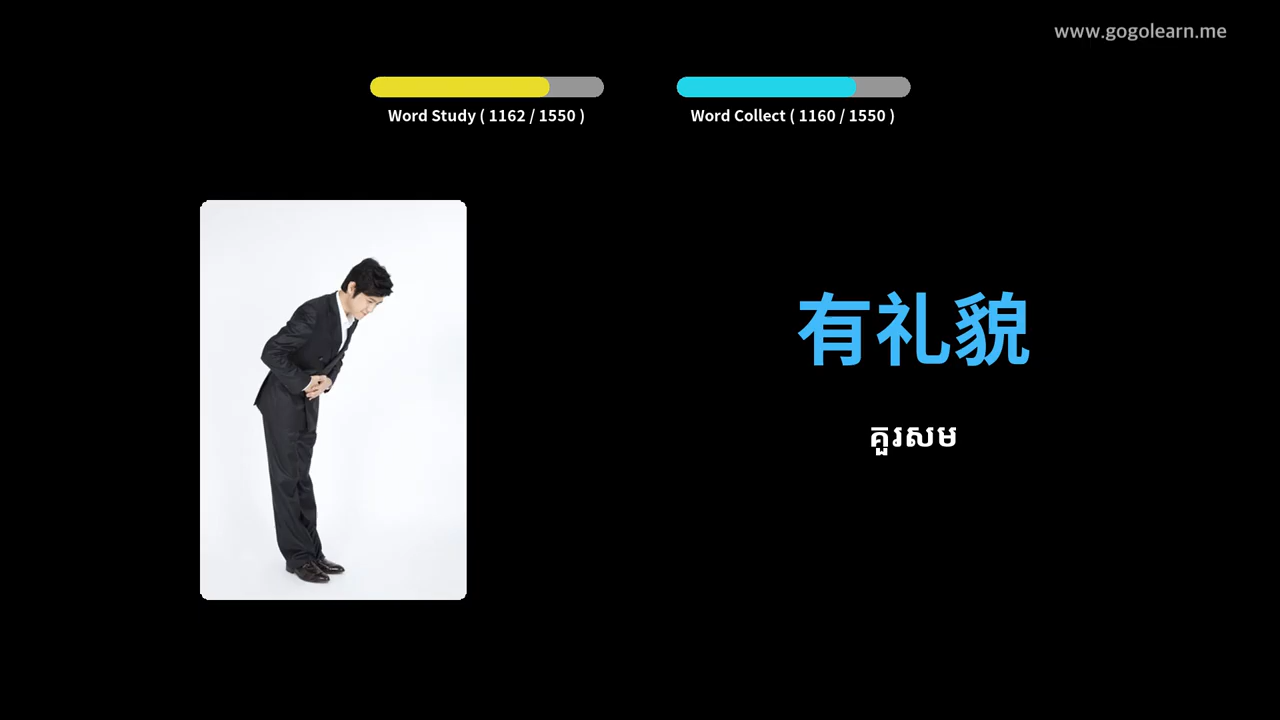 www.gogolearn.me
Word Study ( 1162 / 1550 )
Word Collect ( 1160 / 1550 )
有礼貌
គួរសម